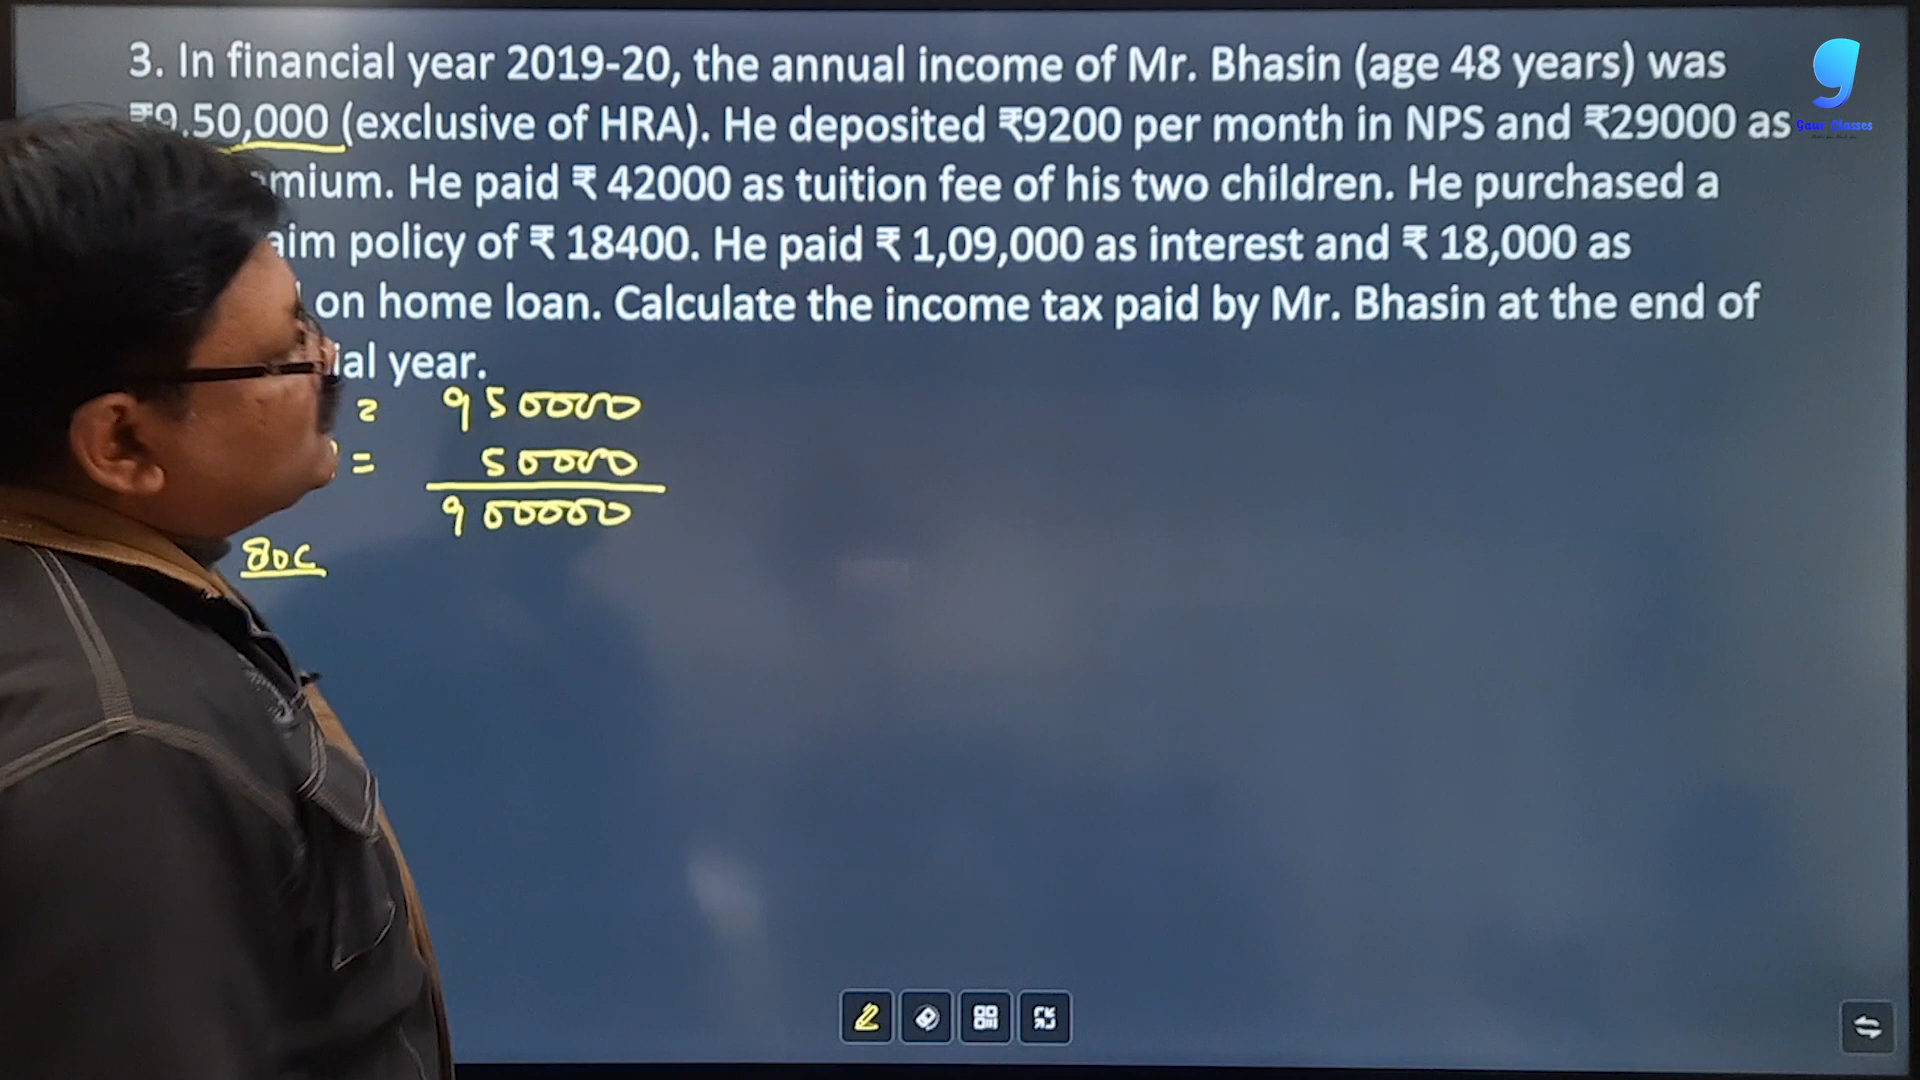 3. In financial year 2019-20, the annual income of Mr. Bhasin (age 48 years) was
₹9,50,000 (exclusive of HRA). He deposited ₹9200 per month in NPS and ₹29000 as
He paid ₹ 42000 as tuition fee of his two children. He purchased a
policy of ₹ 18400. He paid ₹ 1,09,000 as interest and ₹ 18,000 as
on home loan. Calculate the income tax paid by Mr. Bhasin at the end of
year.
= 950000
= 50000
900000
80C
g
Gaur Classes